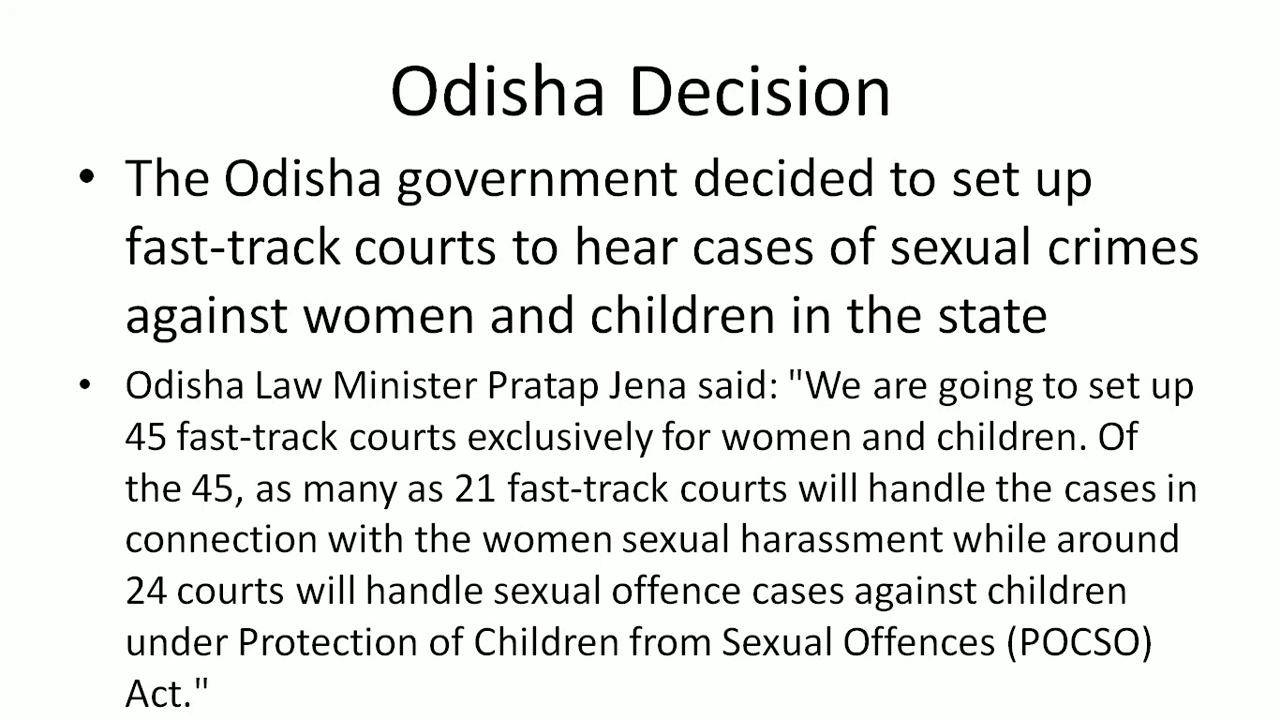 Odisha Decision
• The Odisha government decided to set up
fast-track courts to hear cases of sexual crimes
against women and children in the state
• Odisha Law Minister Pratap Jena said: "We are going to set up
45 fast-track courts exclusively for women and children. Of
the 45, as many as 21 fast-track courts will handle the cases in
connection with the women sexual harassment while around
24 courts will handle sexual offence cases against children
under Protection of Children from Sexual Offences (POCSO)
Act."